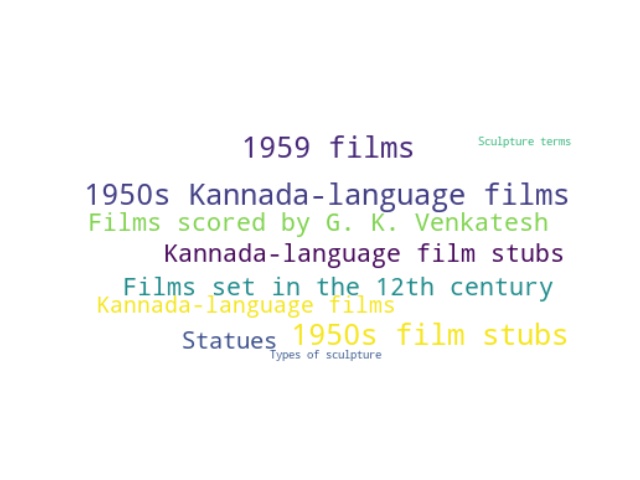 1959 films
Sculpture terms
1950s Kannada-language films
Films scored by G. K. Venkatesh
Kannada-language film stubs
Films set in the 12th century
Kannada-language films
Statues
1950s film stubs
Types of sculpture